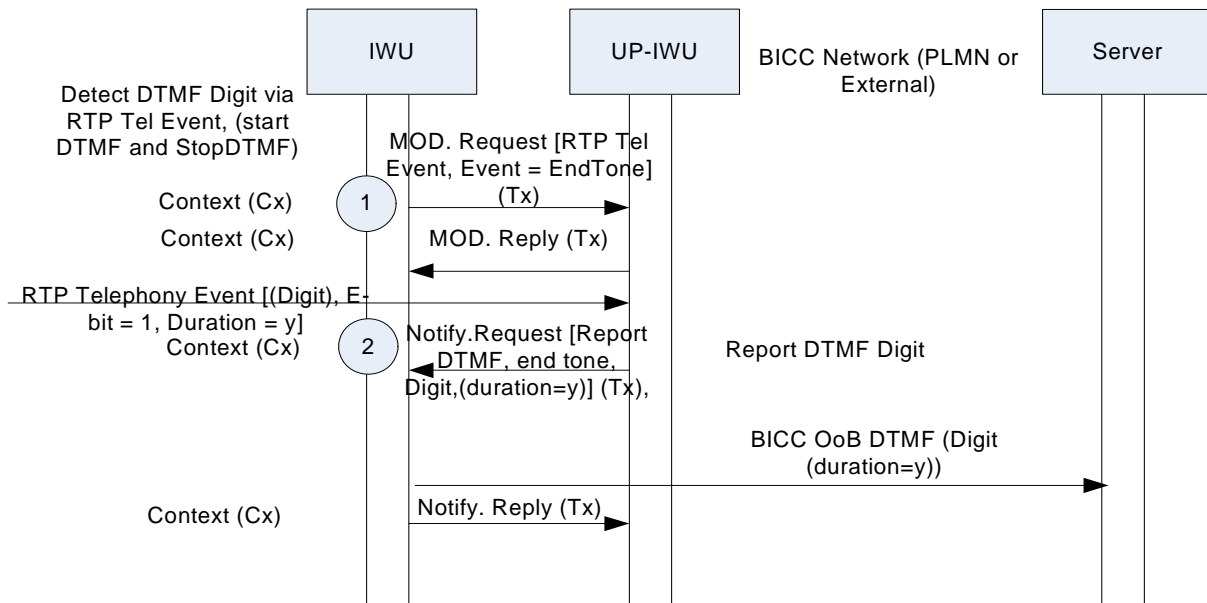 IWU
UP-IWU
BICC Network (PLMN or
External)
Server
Detect DTMF Digit via
RTP Tel Event, (start
DTMF and StopDTMF)
MOD. Request [RTP Tel
Event, Event = EndTone]
(Tx)
Context (Cx)
1
Context (Cx)
MOD. Reply (Tx)
RTP Telephony Event [(Digit), E-
bit = 1, Duration = y]
Context (Cx)
2
Notify.Request [Report
DTMF, end tone,
Digit,(duration=y)] (Tx),
Report DTMF Digit
BICC OoB DTMF (Digit
(duration=y))
Context (Cx)
Notify. Reply (Tx)